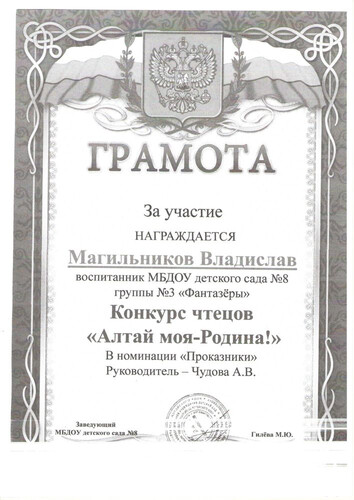 ГРАМОТА
За участие
НАГРАЖДАЕТСЯ
Магильников Владислав
воспитанник МБДОУ детского сада №8
группы №3 «Фантазёры»
Конкурс чтецов
«Алтай моя-Родина!»
В номинации «Проказники»
Руководитель – Чудова А.В.
Заведующий
МБДОУ детского сада №8
Гилёва М.Ю.